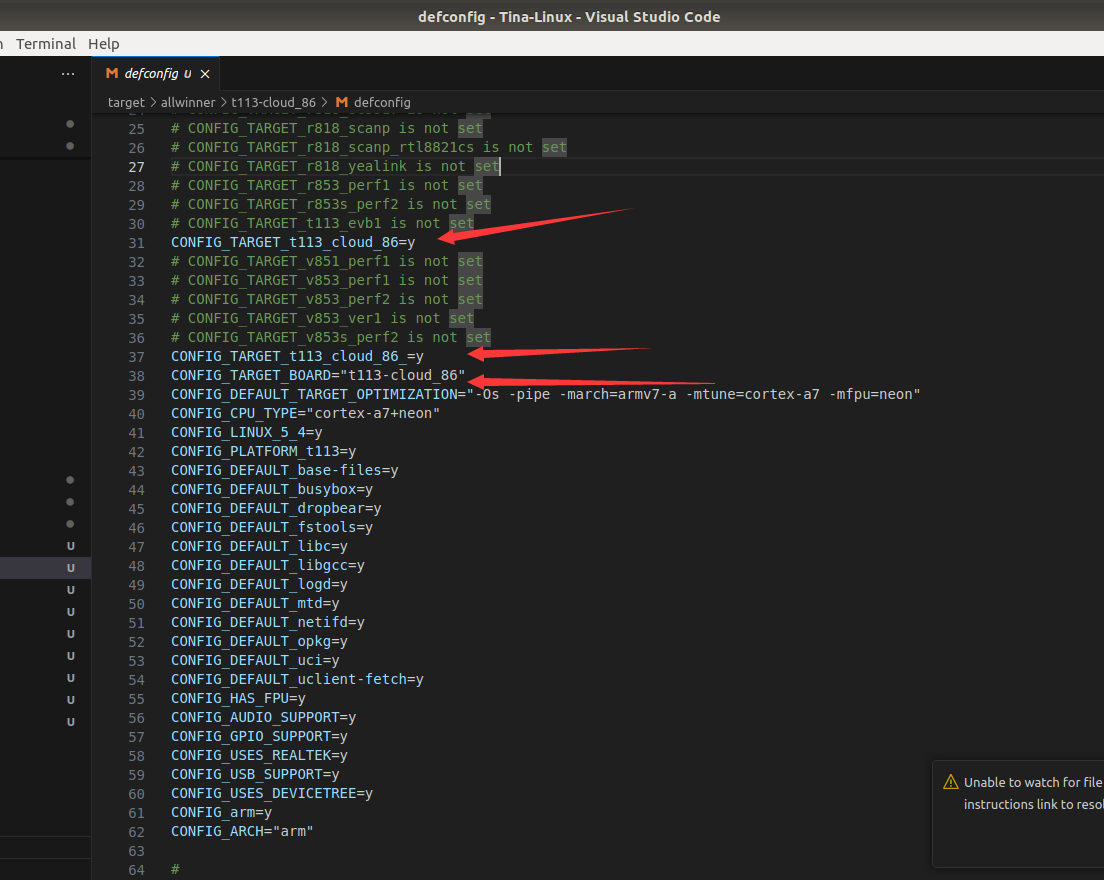 defconfig - Tina-Linux - Visual Studio Code
Terminal Help
··· M defconfig U ×
target > allwinner > t113-cloud_86 > M defconfig
25 # CONFIG_TARGET_r818_scanp is not set
26 # CONFIG_TARGET_r818_scanp_rtl8821cs is not set
27 # CONFIG_TARGET_r818_yealink is not set
28 # CONFIG_TARGET_r853_perf1 is not set
29 # CONFIG_TARGET_r853s_perf2 is not set
30 # CONFIG_TARGET_t113_evb1 is not set
31 CONFIG_TARGET_t113_cloud_86=y
32 # CONFIG_TARGET_v851_perf1 is not set
33 # CONFIG_TARGET_v853_perf1 is not set
34 # CONFIG_TARGET_v853_perf2 is not set
35 # CONFIG_TARGET_v853_ver1 is not set
36 # CONFIG_TARGET_v853s_perf2 is not set
37 CONFIG_TARGET_t113_cloud_86_=y
38 CONFIG_TARGET_BOARD="t113-cloud_86"
39 CONFIG_DEFAULT_TARGET_OPTIMIZATION="-Os -pipe -march=armv7-a -mtune=cortex-a7 -mfpu=neon"
40 CONFIG_CPU_TYPE="cortex-a7+neon"
41 CONFIG_LINUX_5_4=y
42 CONFIG_PLATFORM_t113=y
43 CONFIG_DEFAULT_base-files=y
44 CONFIG_DEFAULT_busybox=y
45 CONFIG_DEFAULT_dropbear=y
46 CONFIG_DEFAULT_fstools=y
47 CONFIG_DEFAULT_libc=y
48 CONFIG_DEFAULT_libgcc=y
49 CONFIG_DEFAULT_logd=y
50 CONFIG_DEFAULT_mtd=y
51 CONFIG_DEFAULT_netifd=y
52 CONFIG_DEFAULT_opkg=y
53 CONFIG_DEFAULT_uci=y
54 CONFIG_DEFAULT_uclient-fetch=y
55 CONFIG_HAS_FPU=y
56 CONFIG_AUDIO_SUPPORT=y
57 CONFIG_GPIO_SUPPORT=y
58 CONFIG_USES_REALTEK=y
59 CONFIG_USB_SUPPORT=y
60 CONFIG_USES_DEVICETREE=y
61 CONFIG_arm=y
62 CONFIG_ARCH="arm"
63
64 #
U
U
U
U
U
U
U
U
U
Unable to watch for file
instructions link to resol